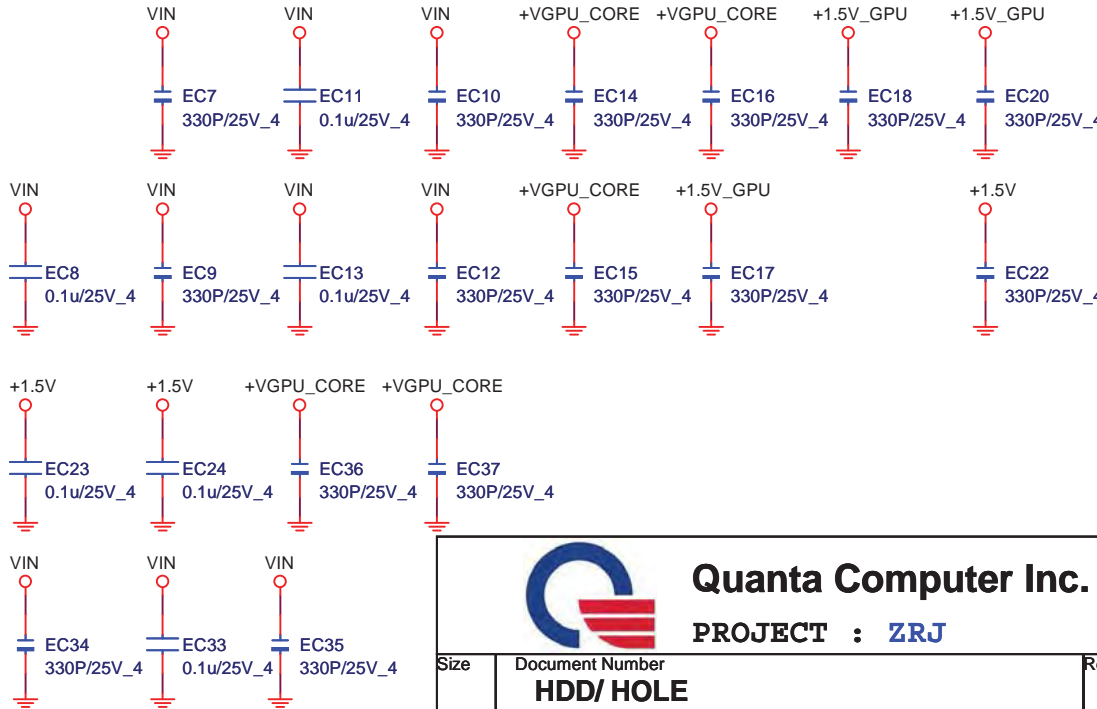 VIN VIN VIN +VGPU_CORE +VGPU_CORE +1.5V_GPU +1.5V_GPU
EC7 EC11 EC10 EC14 EC16 EC18 EC20
330P/25V_4 0.1u/25V_4 330P/25V_4 330P/25V_4 330P/25V_4 330P/25V_4 330P/25V_4
VIN VIN VIN VIN +VGPU_CORE +1.5V_GPU +1.5V
EC8 EC9 EC13 EC12 EC15 EC17 EC22
0.1u/25V_4 330P/25V_4 0.1u/25V_4 330P/25V_4 330P/25V_4 330P/25V_4 330P/25V_4
+1.5V +1.5V +VGPU_CORE +VGPU_CORE
EC23 EC24 EC36 EC37
0.1u/25V_4 0.1u/25V_4 330P/25V_4 330P/25V_4
VIN VIN VIN
EC34 EC33 EC35
330P/25V_4 0.1u/25V_4 330P/25V_4
Quanta Computer Inc.
PROJECT : ZRJ
Size Document Number
HDD/ HOLE